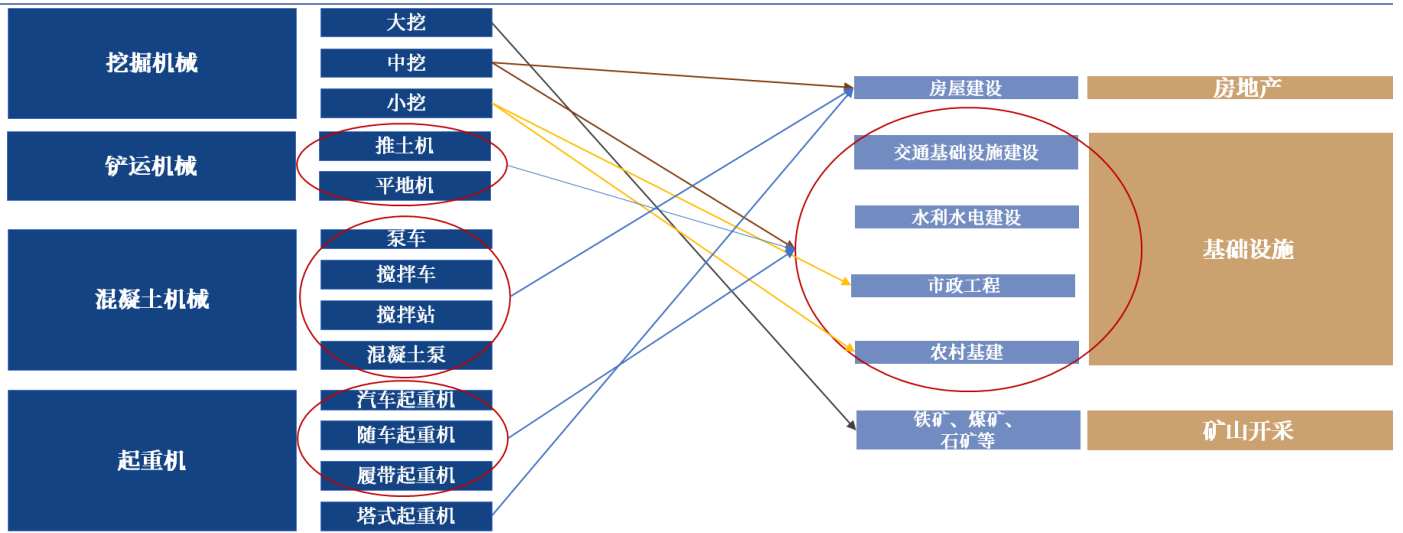 挖掘机械
大挖
中挖
小挖
铲运机械
推土机
平地机
混凝土机械
泵车
搅拌车
搅拌站
混凝土泵
起重机
汽车起重机
随车起重机
履带起重机
塔式起重机
房屋建设
房地产
交通基础设施建设
水利水电建设
市政工程
农村基建
基础设施
铁矿、煤矿、
石矿等
矿山开采